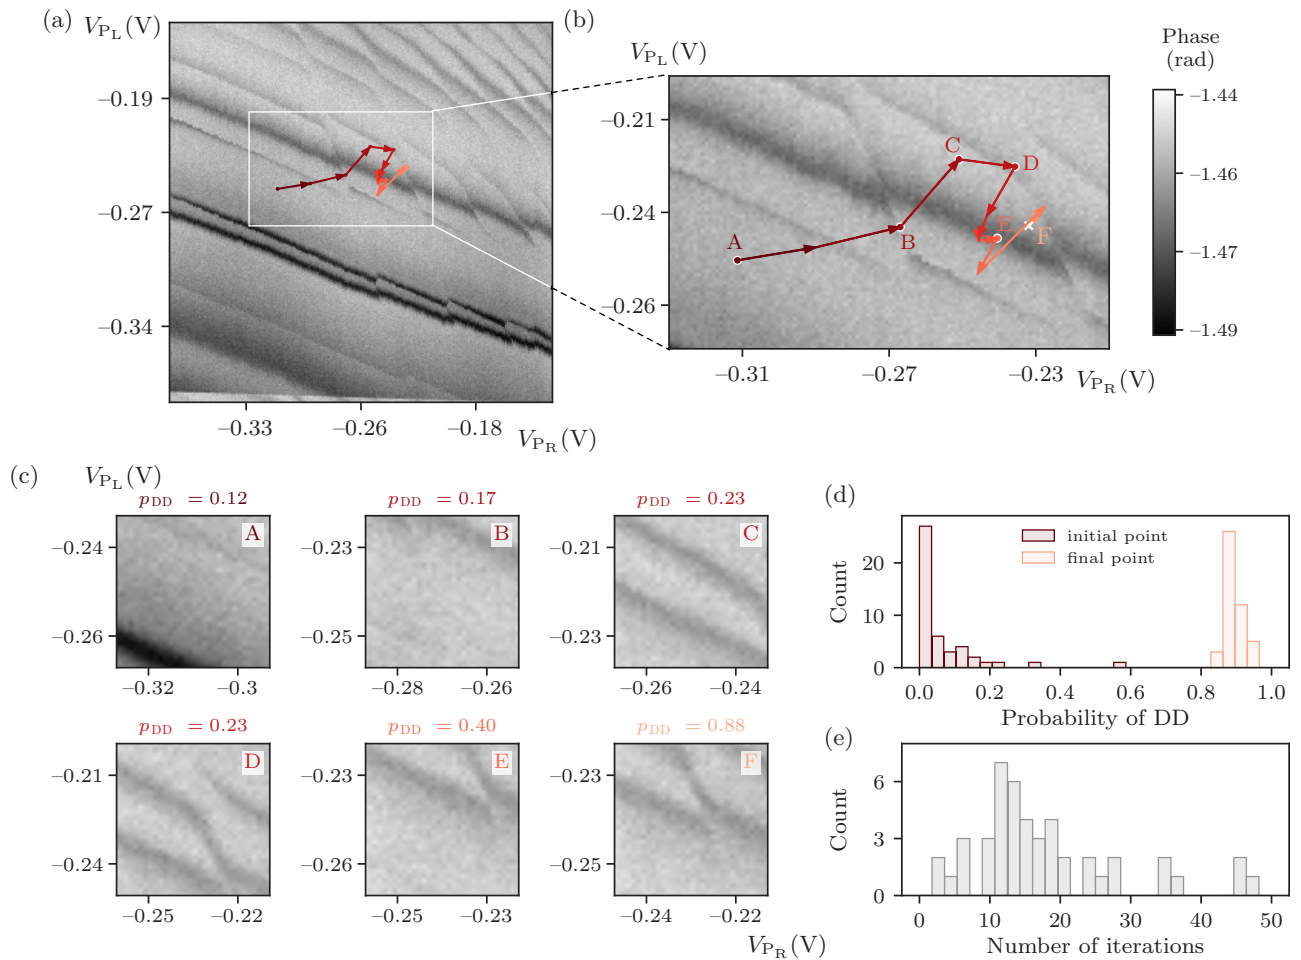 (a)
V_PL (V)
−0.19
−0.27
−0.34
−0.33
−0.26
−0.18
V_PR (V)
(b)
V_PL (V)
−0.21
−0.24
−0.26
−0.31
−0.27
−0.23
V_PR (V)
A
B
C
D
E
F
Phase
(rad)
−1.44
−1.46
−1.47
−1.49
(c)
V_PL (V)
p_DD = 0.12
A
−0.24
−0.26
−0.32
−0.3
p_DD = 0.17
B
−0.23
−0.25
−0.28
−0.26
p_DD = 0.23
C
−0.21
−0.23
−0.26
−0.24
p_DD = 0.23
D
−0.21
−0.24
−0.25
−0.22
p_DD = 0.40
E
−0.23
−0.26
−0.25
−0.23
p_DD = 0.88
F
−0.23
−0.25
−0.24
−0.22
V_PR (V)
(d)
Count
20
10
0
initial point
final point
0.0
0.2
0.4
0.6
0.8
1.0
Probability of DD
(e)
Count
6
3
0
0
10
20
30
40
50
Number of iterations